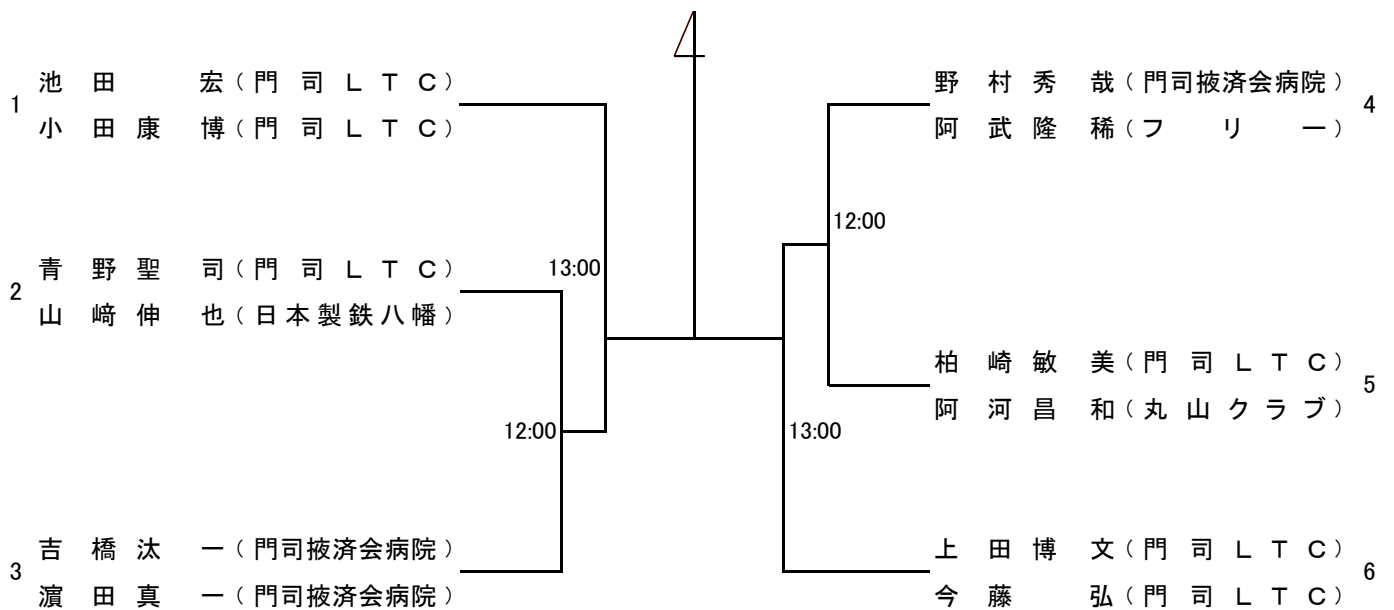 1
池田 宏（門司ＬＴＣ）
小田康博（門司ＬＴＣ）
2
青野聖司（門司ＬＴＣ）
山﨑伸也（日本製鉄八幡）
3
吉橋汰一（門司掖済会病院）
濵田真一（門司掖済会病院）
13:00
12:00
4
野村秀哉（門司掖済会病院）
阿武隆稀（フリー）
12:00
5
柏崎敏美（門司ＬＴＣ）
阿河昌和（丸山クラブ）
13:00
6
上田博文（門司ＬＴＣ）
今藤 弘（門司ＬＴＣ）